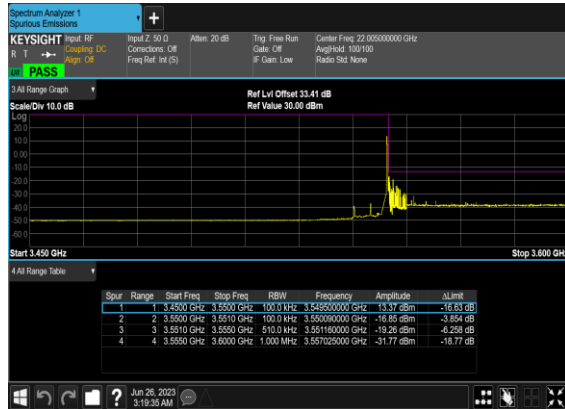 Spectrum Analyzer 1
Spurious Emissions
+
KEYSIGHT Input: RF Input Z: 50 Ω Atten: 20 dB Trig: Free Run Center Freq: 22.005000000 GHz
R T Coupling: DC Corrections: Off Gate: Off Avg|Hold: 100/100
Align: Off Freq Ref: Int (S) IF Gain: Low Radio Std: None
PASS
3 All Range Graph
Ref Lvl Offset 33.41 dB
Scale/Div 10.0 dB Ref Value 30.00 dBm
Log
20.0
10.0
0.00
-10.0
-20.0
-30.0
-40.0
-50.0
-60.0
Start 3.450 GHz Stop 3.600 GHz
4 All Range Table
Spur Range Start Freq Stop Freq RBW Frequency Amplitude ΔLimit
1 1 3.4500 GHz 3.5500 GHz 100.0 kHz 3.549500000 GHz 13.37 dBm -16.63 dB
2 2 3.5500 GHz 3.5510 GHz 100.0 kHz 3.550090000 GHz -16.85 dBm -3.854 dB
3 3 3.5510 GHz 3.5550 GHz 510.0 kHz 3.551160000 GHz -19.26 dBm -6.258 dB
4 4 3.5550 GHz 3.6000 GHz 1.000 MHz 3.557025000 GHz -31.77 dBm -18.77 dB
? Jun 26, 2023
3:19:35 AM